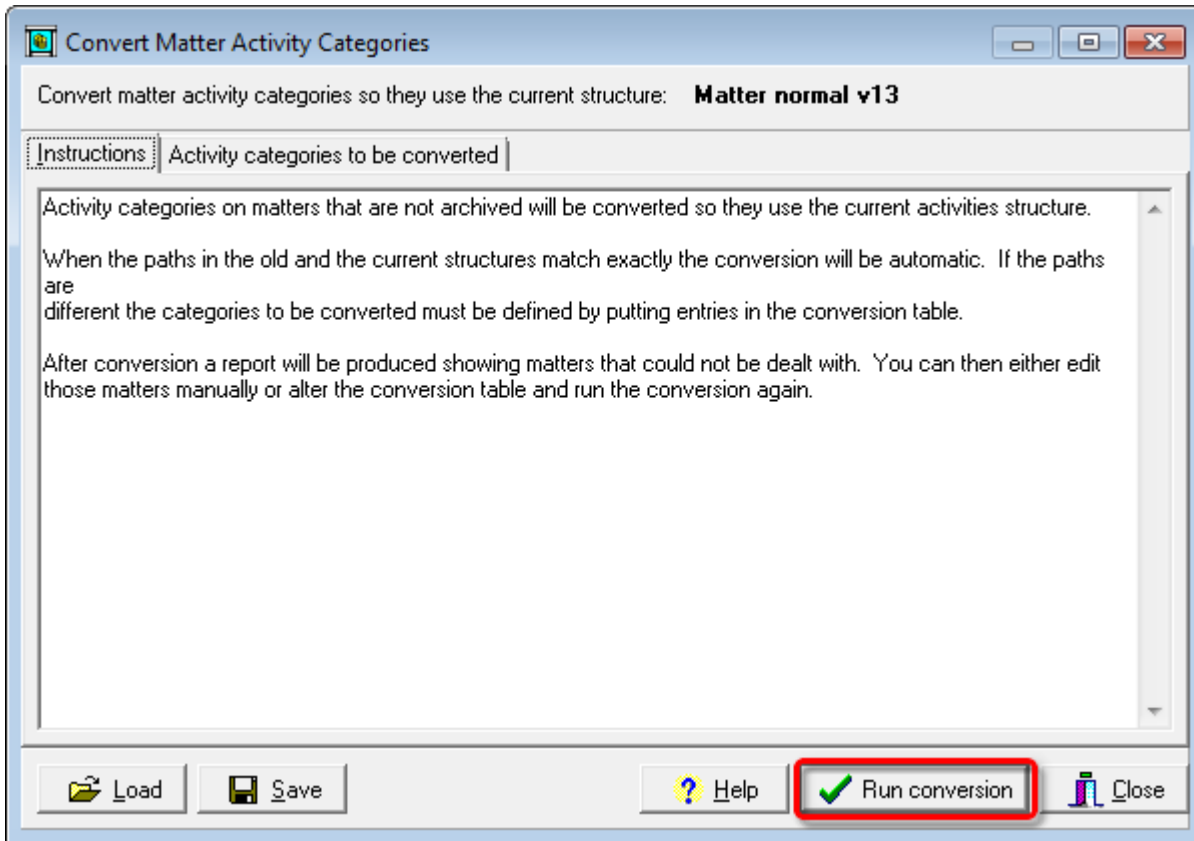 Convert Matter Activity Categories
Convert matter activity categories so they use the current structure: Matter normal v13
Instructions Activity categories to be converted
Activity categories on matters that are not archived will be converted so they use the current activities structure.
When the paths in the old and the current structures match exactly the conversion will be automatic. If the paths
are
different the categories to be converted must be defined by putting entries in the conversion table.
After conversion a report will be produced showing matters that could not be dealt with. You can then either edit
those matters manually or alter the conversion table and run the conversion again.
Load Save ? Help Run conversion Close